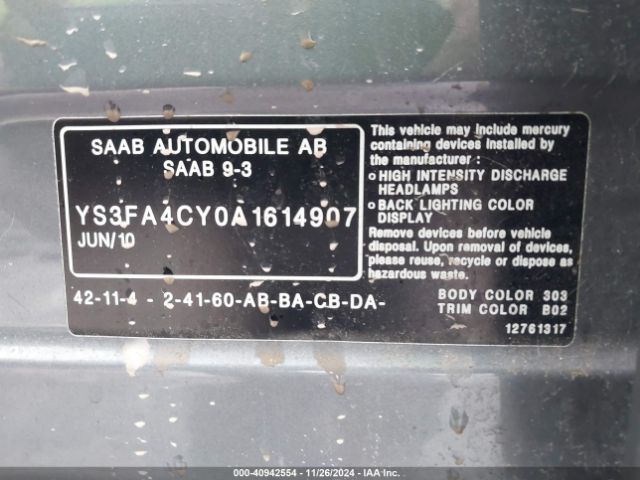 SAAB AUTOMOBILE AB
SAAB 9-3
YS3FA4CY0A1614907
JUN/10
This vehicle may include mercury
containing devices installed by
the manufacturer :
o HIGH INTENSITY DISCHARGE
HEADLAMPS
o BACK LIGHTING COLOR
DISPLAY
Remove devices before vehicle
disposal. Upon removal of devices,
please reuse, recycle or dispose as
hazardous waste.
42-11-4 - 2-41-60-AB-BA-CB-DA-
BODY COLOR 303
TRIM COLOR B02
12761317
000-40942554 - 11/26/2024 - IAA Inc.